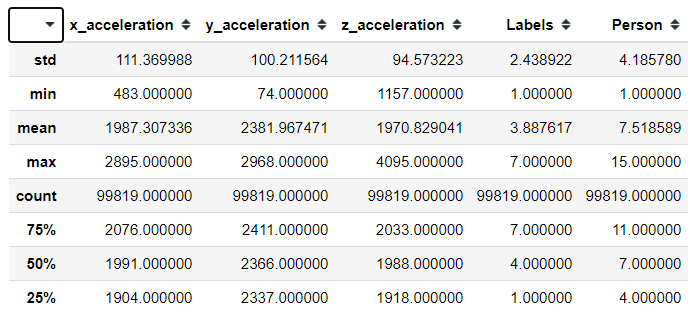 x_acceleration y_acceleration z_acceleration Labels Person
std 111.369988 100.211564 94.573223 2.438922 4.185780
min 483.000000 74.000000 1157.000000 1.000000 1.000000
mean 1987.307336 2381.967471 1970.829041 3.887617 7.518589
max 2895.000000 2968.000000 4095.000000 7.000000 15.000000
count 99819.000000 99819.000000 99819.000000 99819.000000 99819.000000
75% 2076.000000 2411.000000 2033.000000 7.000000 11.000000
50% 1991.000000 2366.000000 1988.000000 4.000000 7.000000
25% 1904.000000 2337.000000 1918.000000 1.000000 4.000000